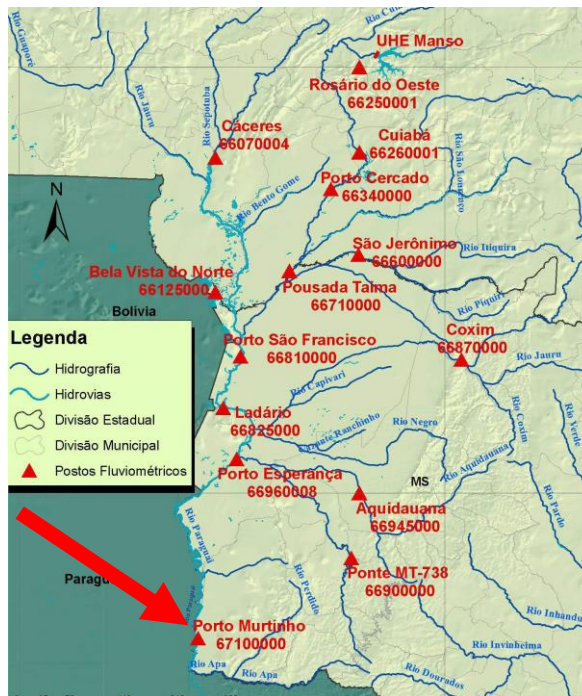 Rio Guaporé
Rio Jauru
Rio Sepotuba
UHE Manso
Rosário do Oeste
66250001
Cáceres
66070004
Cuiabá
66260001
Rio São Lourenço
Porto Cercado
66340000
Rio Bento Gome
N
São Jerônimo
66600000
Rio Itiquira
Bela Vista do Norte
66125000
Pousada Taima
66710000
Rio Piquiri
Bolívia
Legenda
Hidrografia
Hidrovias
Divisão Estadual
Divisão Municipal
Postos Fluviométricos
Porto São Francisco
66810000
Coxim
66870000
Rio Jauru
Rio Capivari
Ladário
66825000
Rio Negro
Rio Coxim
Rio Verde
Rio Aquidauana
Porto Esperança
66960008
MS
Aquidauana
66945000
Rio Pardo
Rio Paraguai
Paragu
Rio Perdido
Ponte MT-738
66900000
Rio Inhandu
Porto Murtinho
67100000
Rio Invinheima
Rio Apa
Rio Apa
Rio Dourados